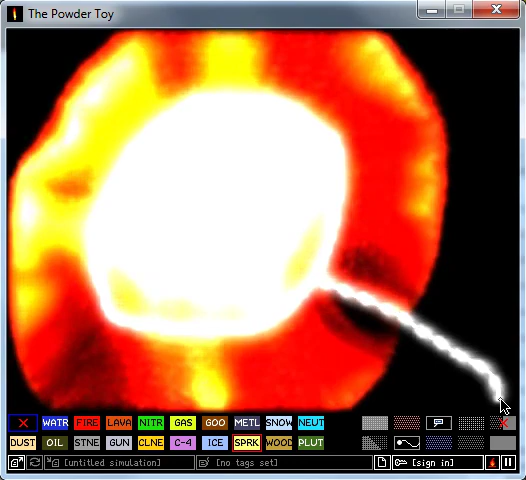 The Powder Toy
WATR FIRE LAVA NITR GAS GOO METL SNOW NEUT
DUST OIL STNE GUN CLNE C-4 ICE SPRK WOOD PLUT
[untitled simulation] [no tags set] [sign in]